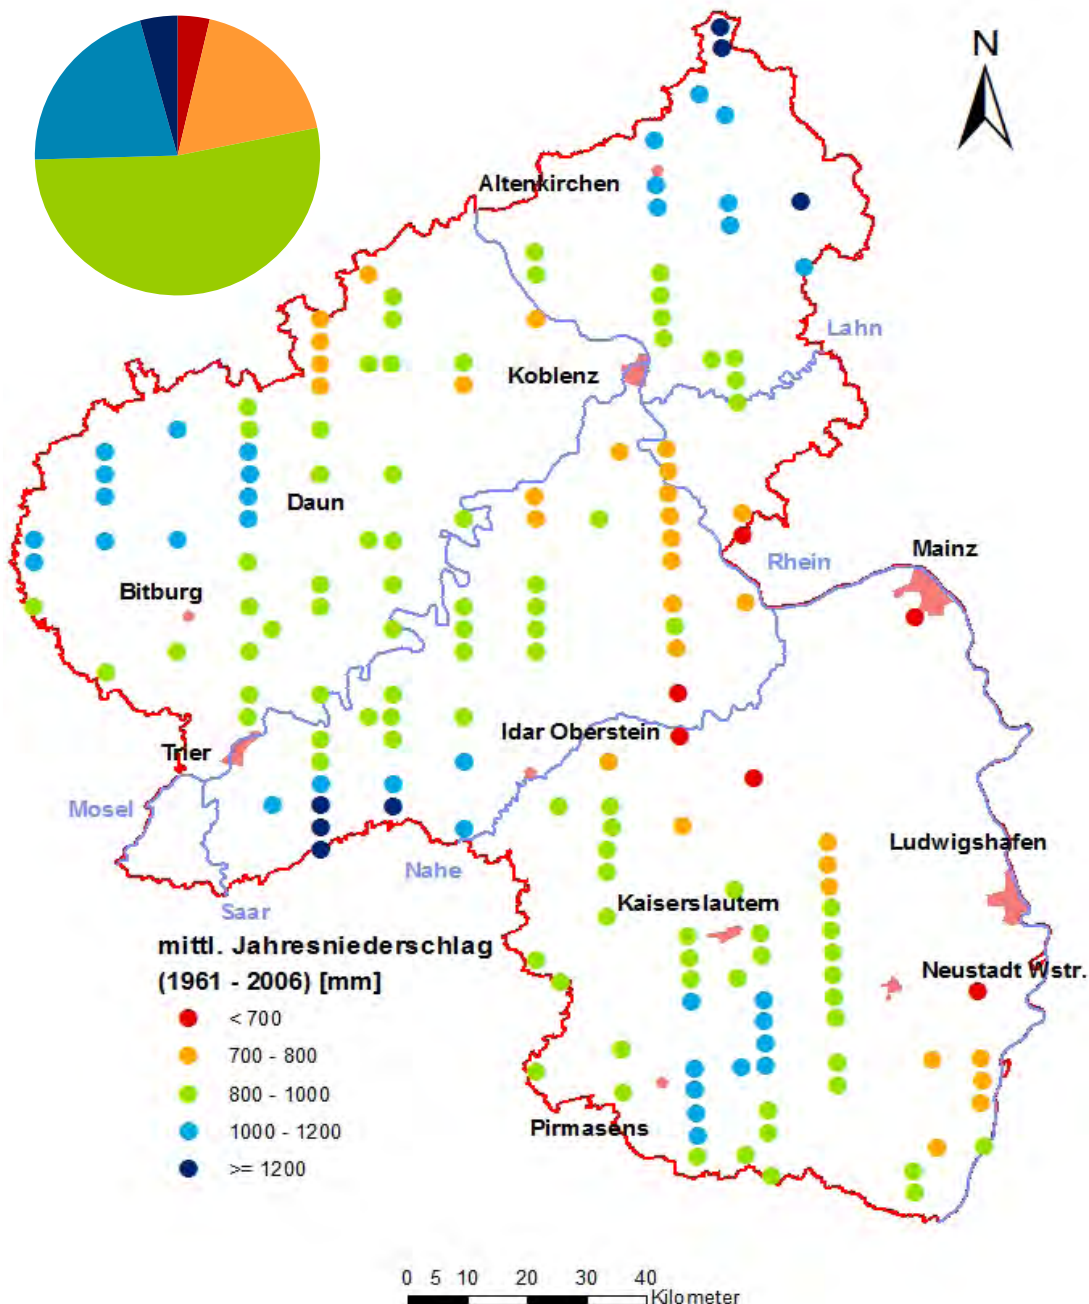 N
Altenkirchen
Lahn
Koblenz
Daun
Mainz
Rhein
Bitburg
Idar Oberstein
Trier
Mosel
Ludwigshafen
Nahe
Kaiserslautern
Saar
mittl. Jahresniederschlag
(1961 - 2006) [mm]
Neustadt Wstr.
< 700
700 - 800
800 - 1000
1000 - 1200
>= 1200
Pirmasens
0 5 10 20 30 40
Kilometer